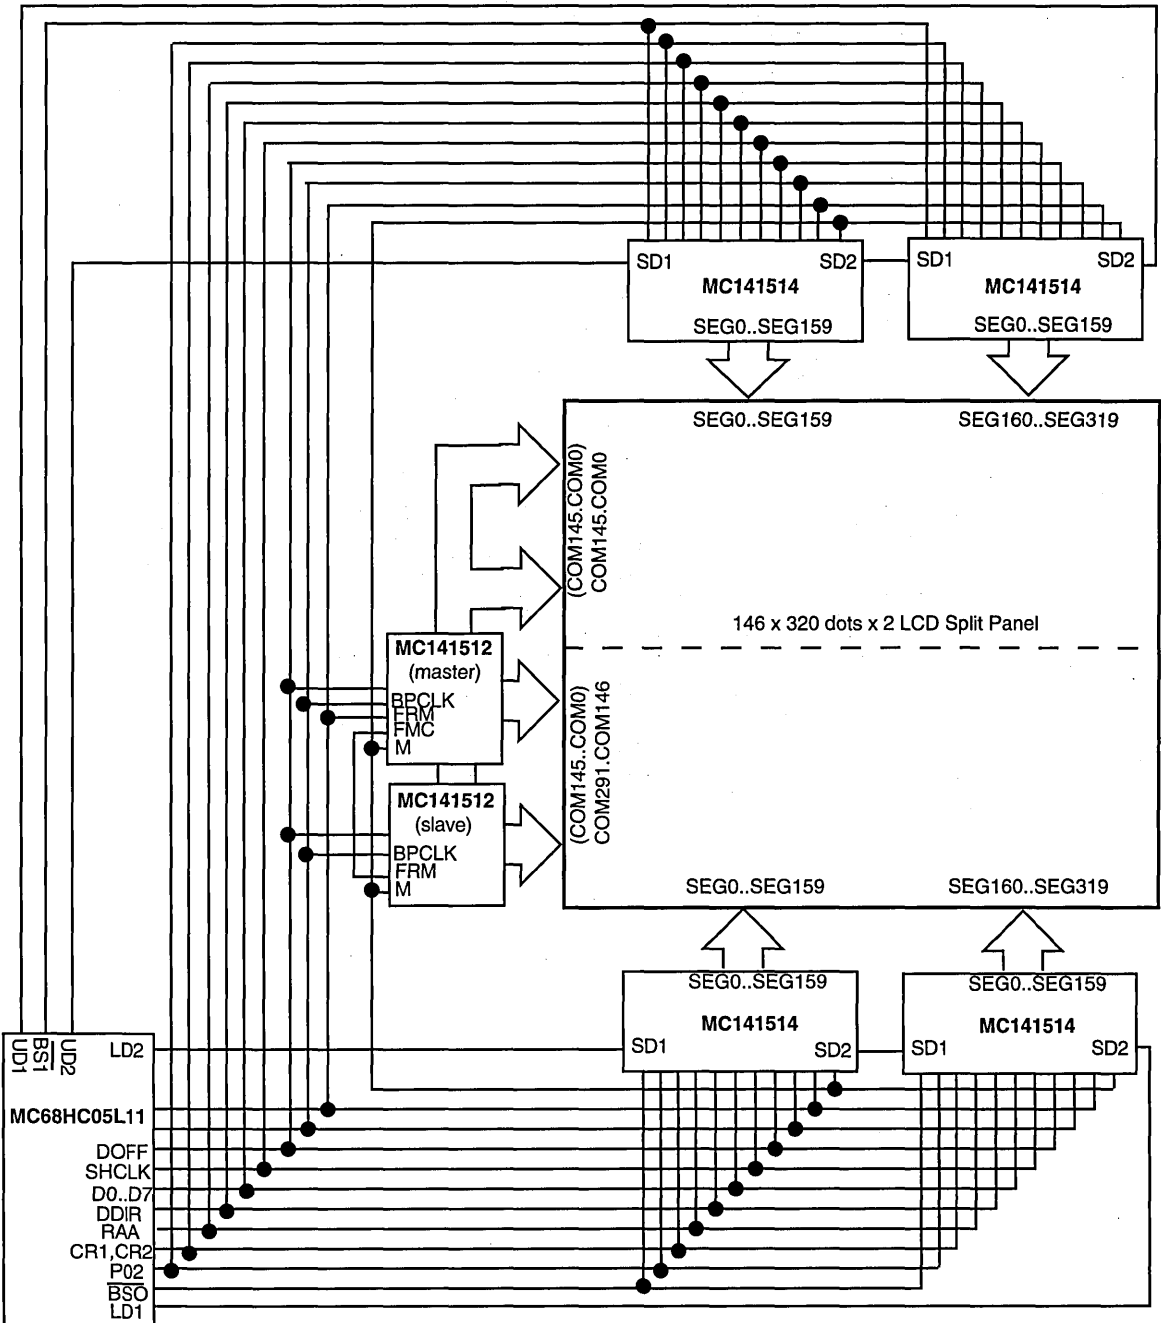 SD1 SD2
MC141514
SEG0..SEG159
SD1 SD2
MC141514
SEG0..SEG159
SEG0..SEG159 SEG160..SEG319
(COM145.COM0)
COM145.COM0
146 x 320 dots x 2 LCD Split Panel
MC141512
(master)
BPCLK
FRM
FMC
M
(COM145..COM0)
COM291.COM146
MC141512
(slave)
BPCLK
FRM
M
SEG0..SEG159 SEG160..SEG319
SEG0..SEG159
MC141514
SD1 SD2
SEG0..SEG159
MC141514
SD1 SD2
UD1
BS1
UD2
LD2
MC68HC05L11
DOFF
SHCLK
D0..D7
DDIR
RAA
CR1,CR2
P02
BSO
LD1